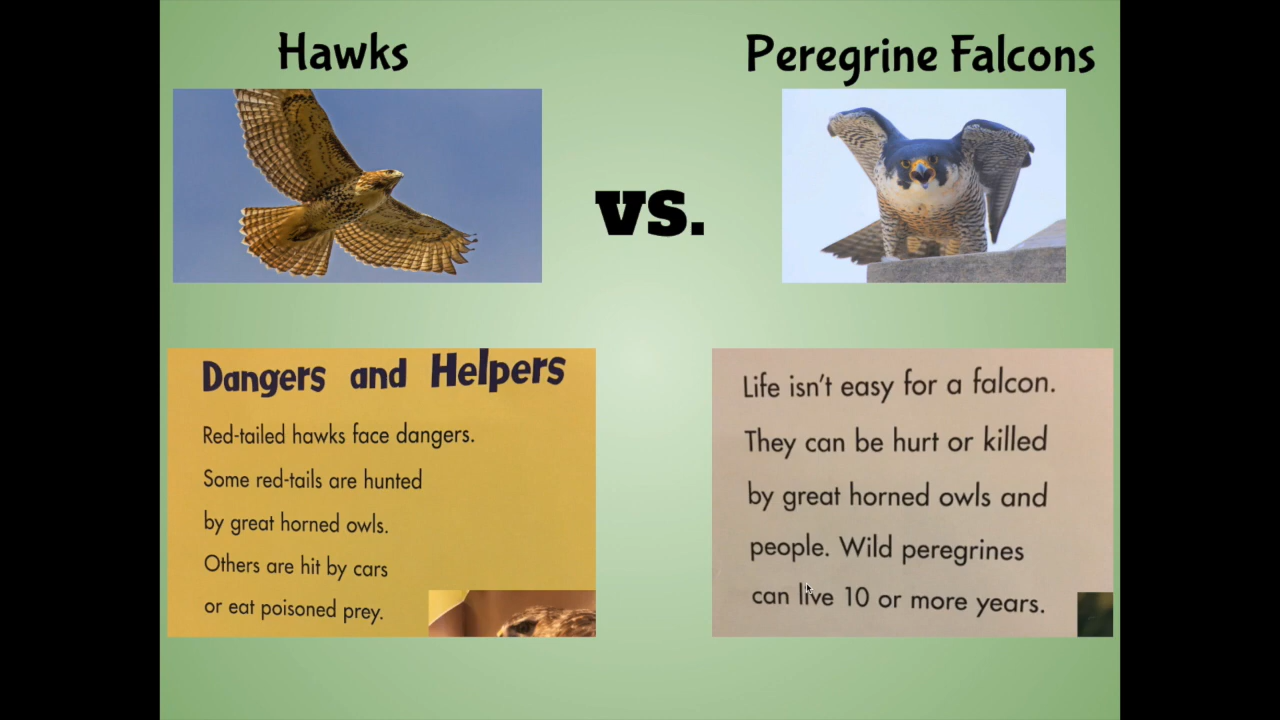 Hawks
Peregrine Falcons
vs.
Dangers and Helpers
Red-tailed hawks face dangers.
Some red-tails are hunted
by great horned owls.
Others are hit by cars
or eat poisoned prey.
Life isn't easy for a falcon.
They can be hurt or killed
by great horned owls and
people. Wild peregrines
can live 10 or more years.